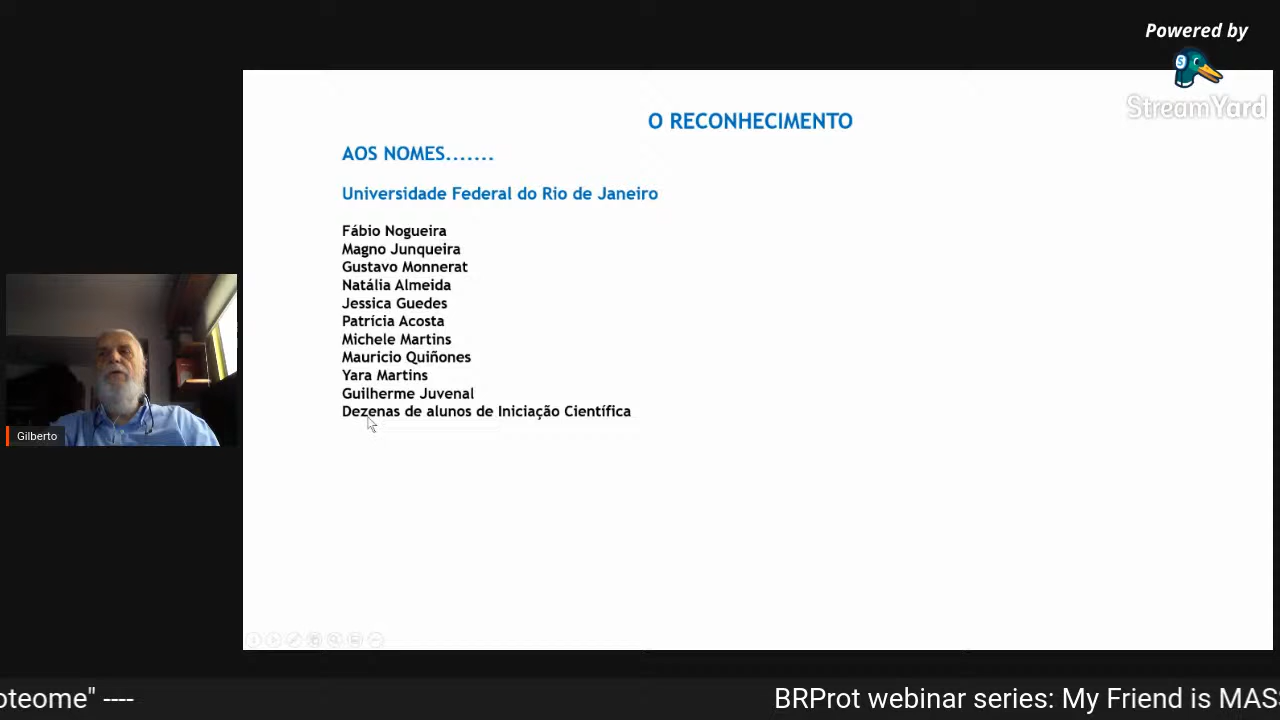 Powered by
StreamYard
O RECONHECIMENTO
AOS NOMES.......
Universidade Federal do Rio de Janeiro
Fábio Nogueira
Magno Junqueira
Gustavo Monnerat
Natália Almeida
Jessica Guedes
Patrícia Acosta
Michele Martins
Mauricio Quiñones
Yara Martins
Guilherme Juvenal
Dezenas de alunos de Iniciação Científica
Gilberto
oteome" ---- BRProt webinar series: My Friend is MAS